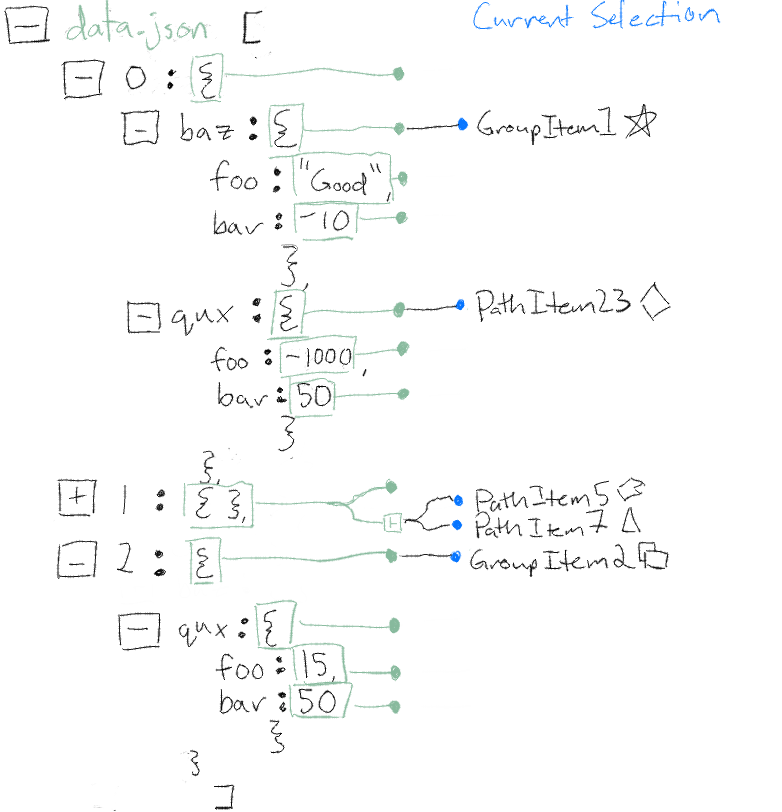 data.json [ Current Selection
0 : {
baz : { GroupItem1
foo : "Good",
bar : -10
},
qux : { PathItem23
foo : -1000,
bar : 50
}
},
+ 1 : { }, PathItem5
+ PathItem7
- 2 : { GroupItem2
- qux : {
foo : 15,
bar : 50
}
}
]